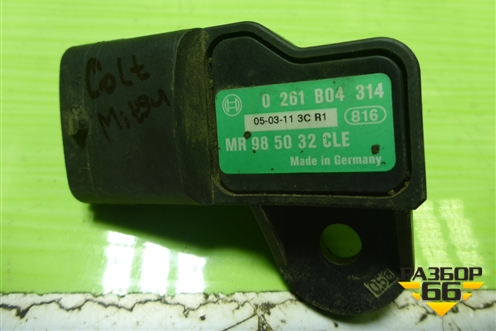 Colt
Mitsu
0 261 B04 314
05-03-11 3C R1
816
MR 98 50 32 CLE
Made in Germany
РАЗБОР
66